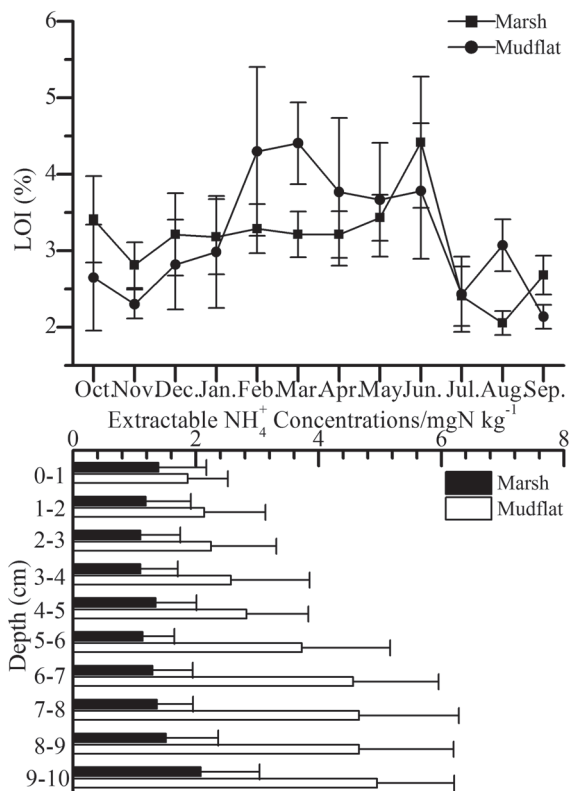 6
Marsh
Mudflat
5
4
LOI (%)
3
2
Oct. Nov Dec. Jan. Feb. Mar. Apr. May Jun. Jul. Aug. Sep.
Extractable NH4+ Concentrations/mgN kg-1
0 2 4 6 8
0-1
Marsh
1-2
Mudflat
2-3
3-4
Depth (cm)
4-5
5-6
6-7
7-8
8-9
9-10